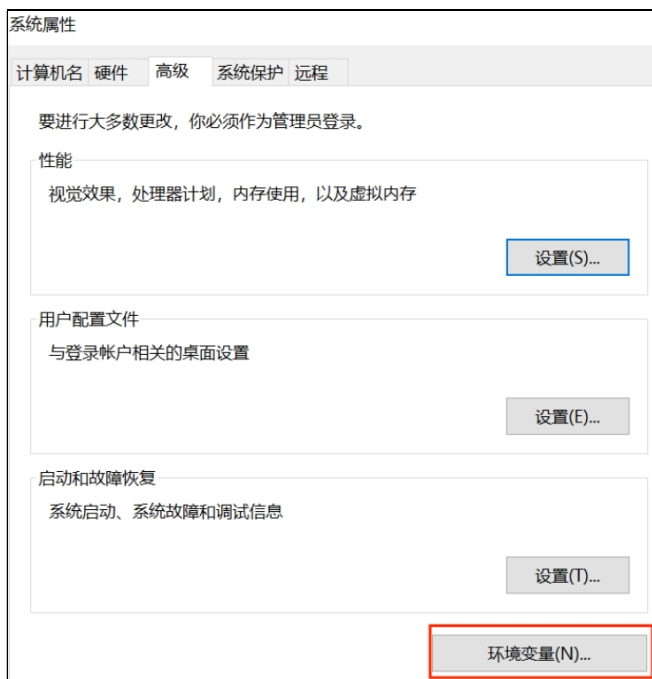 系统属性
计算机名 硬件 高级 系统保护 远程
要进行大多数更改，你必须作为管理员登录。
性能
视觉效果，处理器计划，内存使用，以及虚拟内存
设置(S)...
用户配置文件
与登录帐户相关的桌面设置
设置(E)...
启动和故障恢复
系统启动、系统故障和调试信息
设置(T)...
环境变量(N)...